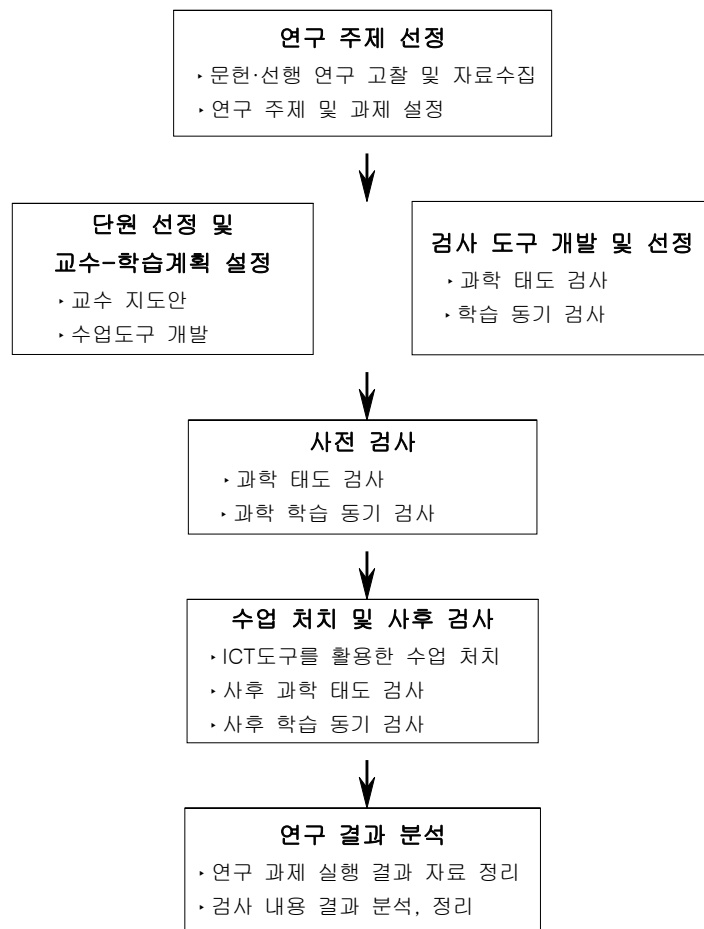 연구 주제 선정
‣ 문헌·선행 연구 고찰 및 자료수집
‣ 연구 주제 및 과제 설정
단원 선정 및
교수-학습계획 설정
‣ 교수 지도안
‣ 수업도구 개발
검사 도구 개발 및 선정
‣ 과학 태도 검사
‣ 학습 동기 검사
사전 검사
‣ 과학 태도 검사
‣ 과학 학습 동기 검사
수업 처치 및 사후 검사
‣ ICT도구를 활용한 수업 처치
‣ 사후 과학 태도 검사
‣ 사후 학습 동기 검사
연구 결과 분석
‣ 연구 과제 실행 결과 자료 정리
‣ 검사 내용 결과 분석, 정리